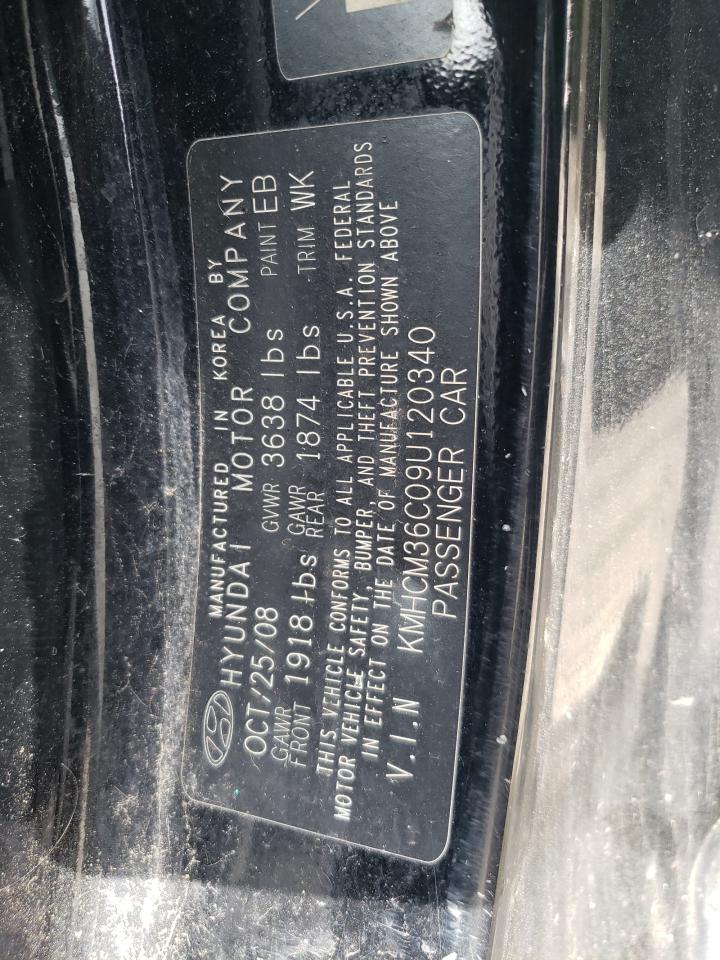 MANUFACTURED IN KOREA BY
HYUNDAI MOTOR COMPANY
OCT/25/08 GVWR 3638 lbs PAINT EB
GAWR FRONT 1918 lbs GAWR REAR 1874 lbs TRIM WK
THIS VEHICLE CONFORMS TO ALL APPLICABLE U.S.A. FEDERAL
MOTOR VEHICLE SAFETY, BUMPER, AND THEFT PREVENTION STANDARDS
IN EFFECT ON THE DATE OF MANUFACTURE SHOWN ABOVE
V.I.N KMHCM36C09U120340
PASSENGER CAR